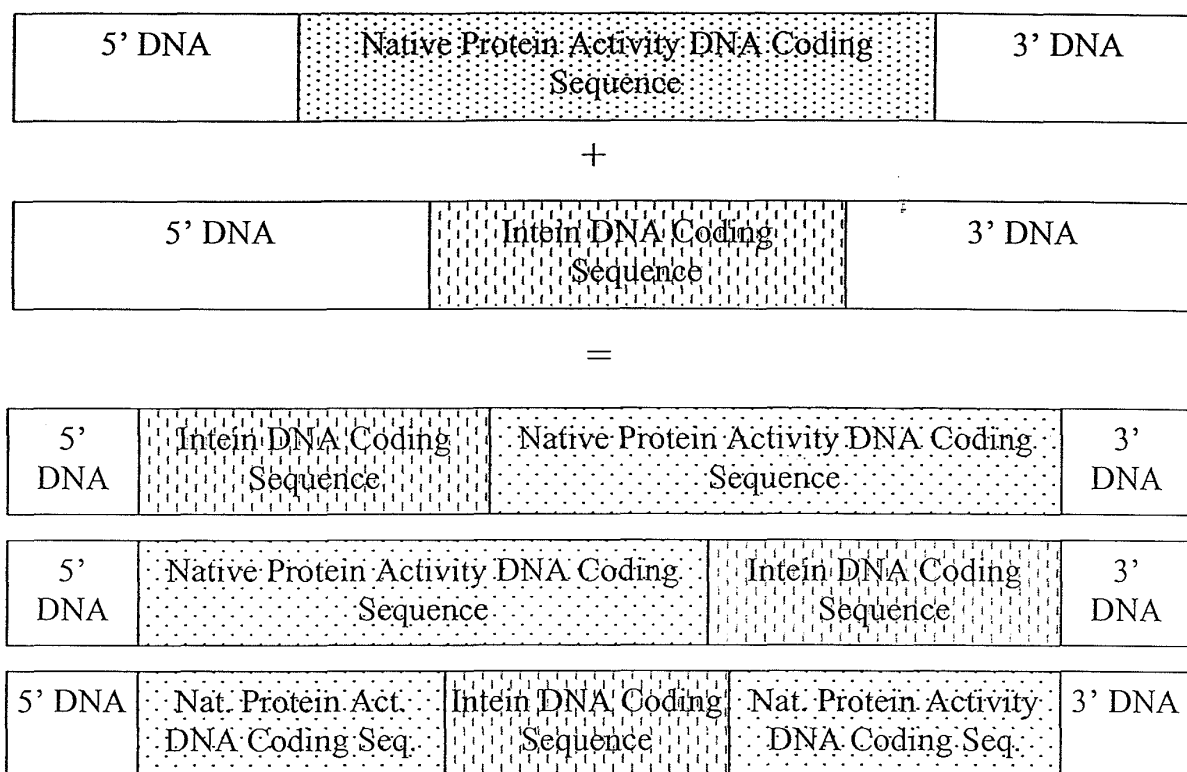 5’ DNA
Native Protein Activity DNA Coding
Sequence
3’ DNA
+
5’ DNA
Intein DNA Coding
Sequence
3’ DNA
=
5’
DNA
Intein DNA Coding
Sequence
Native Protein Activity DNA Coding
Sequence
3’
DNA
5’
DNA
Native Protein Activity DNA Coding
Sequence
Intein DNA Coding
Sequence
3’
DNA
5’ DNA
Nat. Protein Act.
DNA Coding Seq.
Intein DNA Coding
Sequence
Nat. Protein Activity
DNA Coding Seq.
3’ DNA